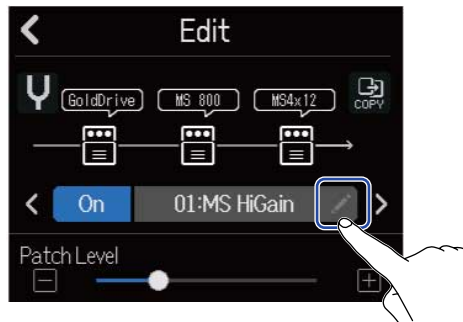 Edit
GoldDrive MS 800 MS4x12 COPY
On 01:MS HiGain
Patch Level